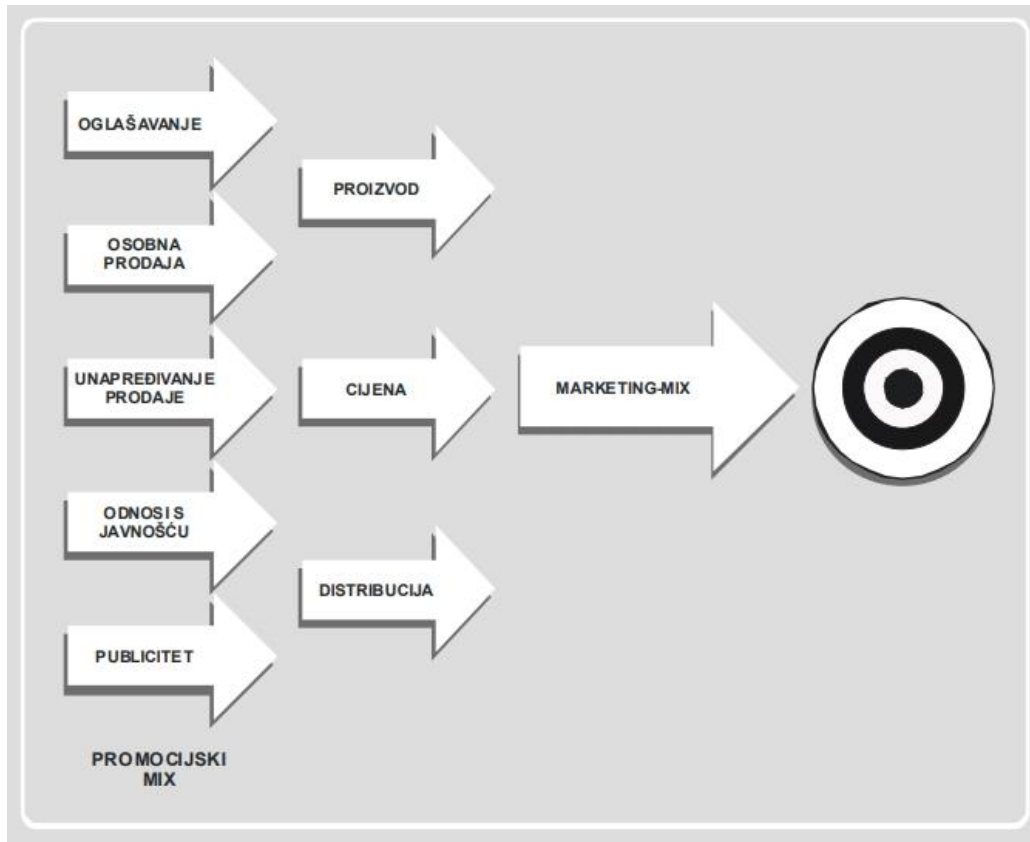 OGLAŠAVANJE
OSOBNA
PRODAJA
UNAPREĐIVANJE
PRODAJE
ODNOSI S
JAVNOŠĆU
PUBLICITET
PROMOCIJSKI
MIX
PROIZVOD
CIJENA
DISTRIBUCIJA
MARKETING-MIX